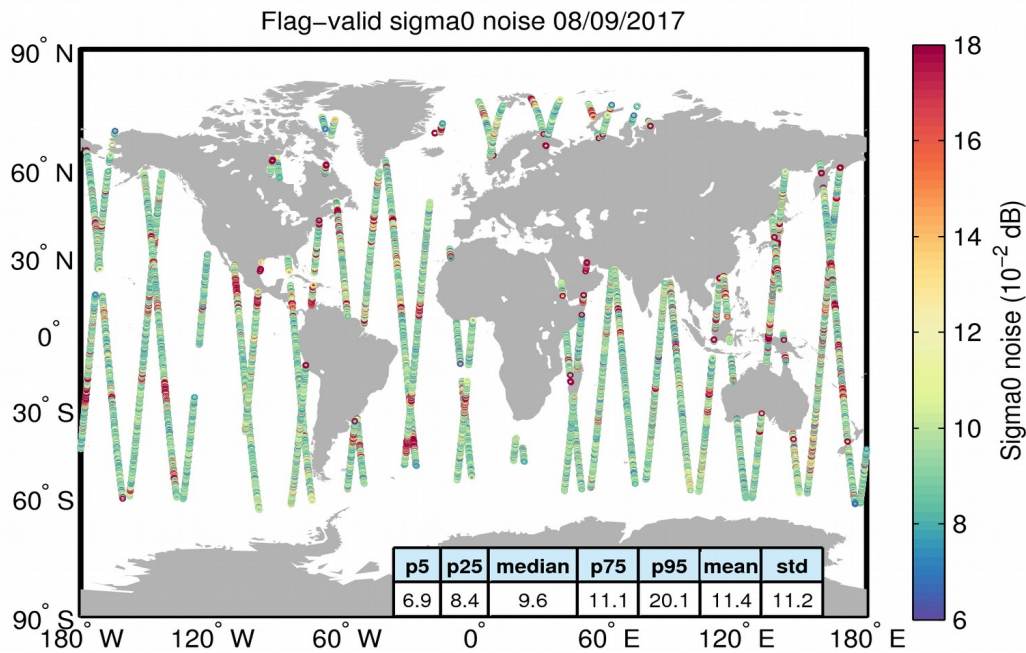 Flag−valid sigma0 noise 08/09/2017
90° N
60° N
30° N
0°
30° S
60° S
90° S
180° W 120° W 60° W 0° 60° E 120° E 180° E
p5 p25 median p75 p95 mean std
6.9 8.4 9.6 11.1 20.1 11.4 11.2
18
16
14
12
10
8
6
Sigma0 noise (10⁻² dB)